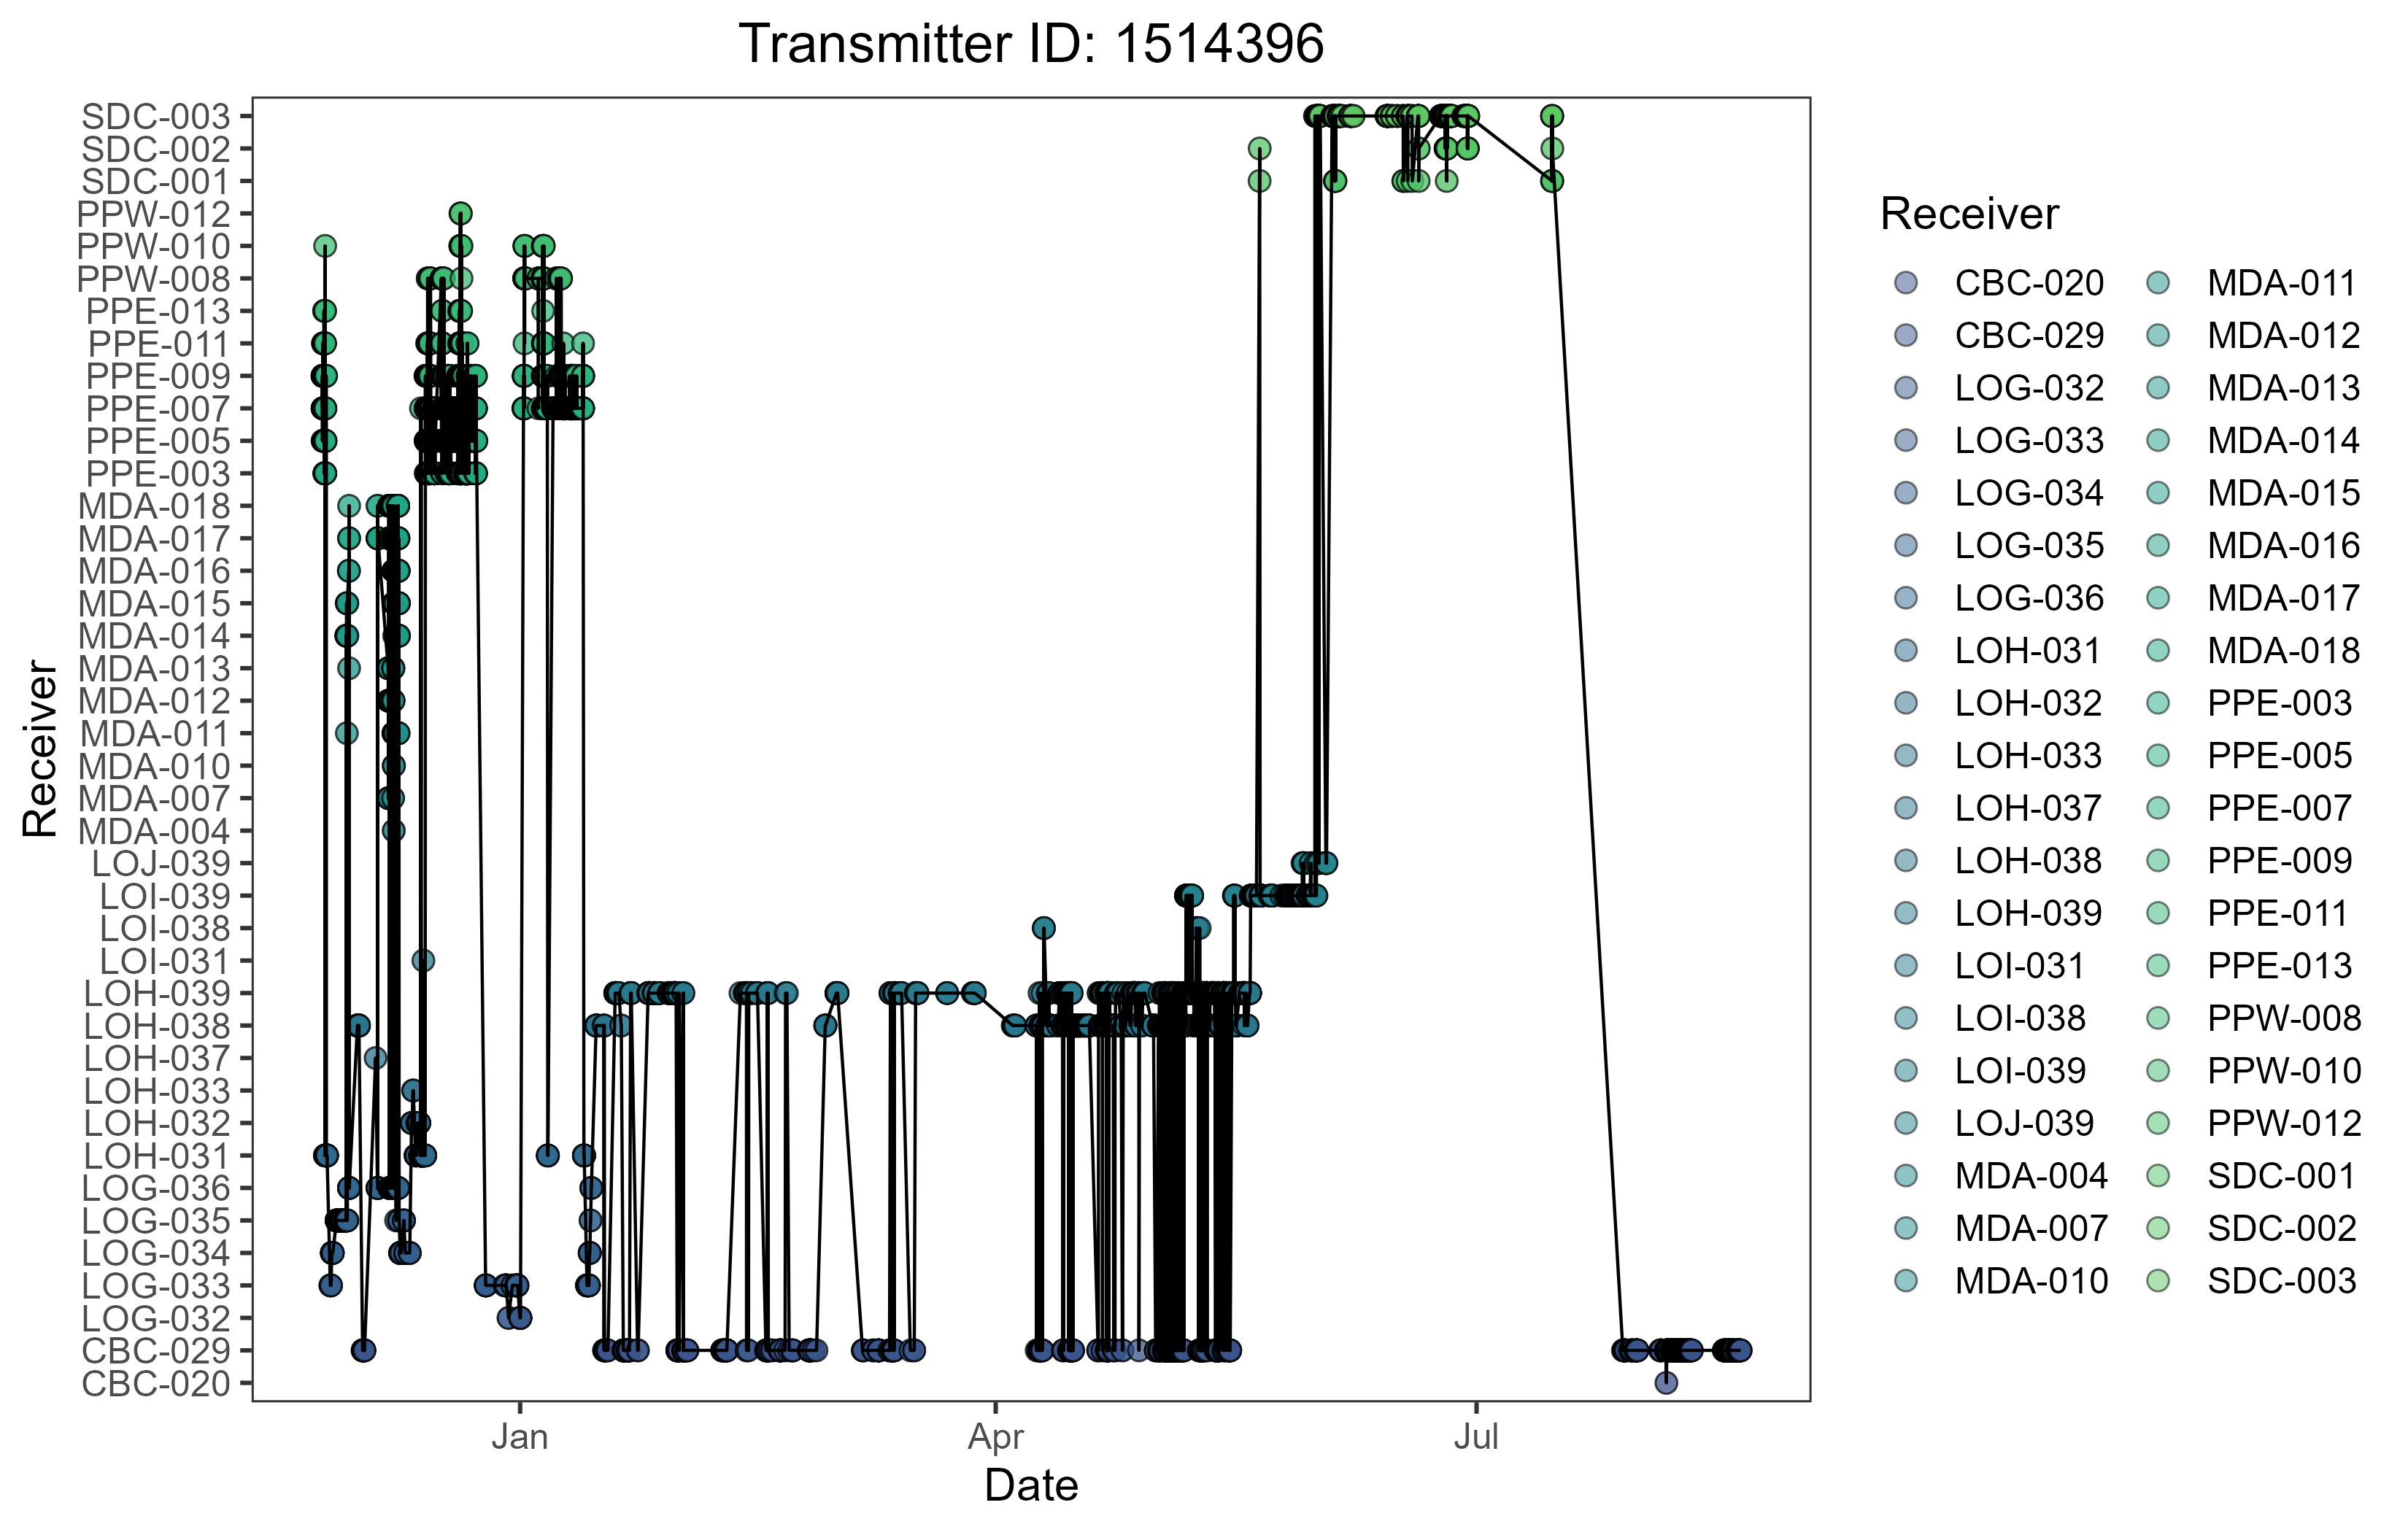 Transmitter ID: 1514396
SDC-003
SDC-002
SDC-001
PPW-012
PPW-010
PPW-008
PPE-013
PPE-011
PPE-009
PPE-007
PPE-005
PPE-003
MDA-018
MDA-017
MDA-016
MDA-015
MDA-014
MDA-013
MDA-012
MDA-011
MDA-010
MDA-007
MDA-004
LOJ-039
LOI-039
LOI-038
LOI-031
LOH-039
LOH-038
LOH-037
LOH-033
LOH-032
LOH-031
LOG-036
LOG-035
LOG-034
LOG-033
LOG-032
CBC-029
CBC-020
Receiver
Jan
Apr
Jul
Date
Receiver
CBC-020
CBC-029
LOG-032
LOG-033
LOG-034
LOG-035
LOG-036
LOH-031
LOH-032
LOH-033
LOH-037
LOH-038
LOH-039
LOI-031
LOI-038
LOI-039
LOJ-039
MDA-004
MDA-007
MDA-010
MDA-011
MDA-012
MDA-013
MDA-014
MDA-015
MDA-016
MDA-017
MDA-018
PPE-003
PPE-005
PPE-007
PPE-009
PPE-011
PPE-013
PPW-008
PPW-010
PPW-012
SDC-001
SDC-002
SDC-003